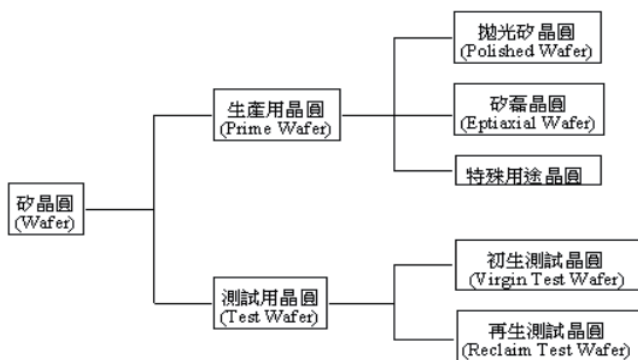 拋光矽晶圓
(Polished Wafer)
生產用晶圓
(Prime Wafer)
矽磊晶圓
(Eptiaxial Wafer)
特殊用途晶圓
矽晶圓
(Wafer)
初生測試晶圓
(Virgin Test Wafer)
測試用晶圓
(Test Wafer)
再生測試晶圓
(Reclaim Test Wafer)